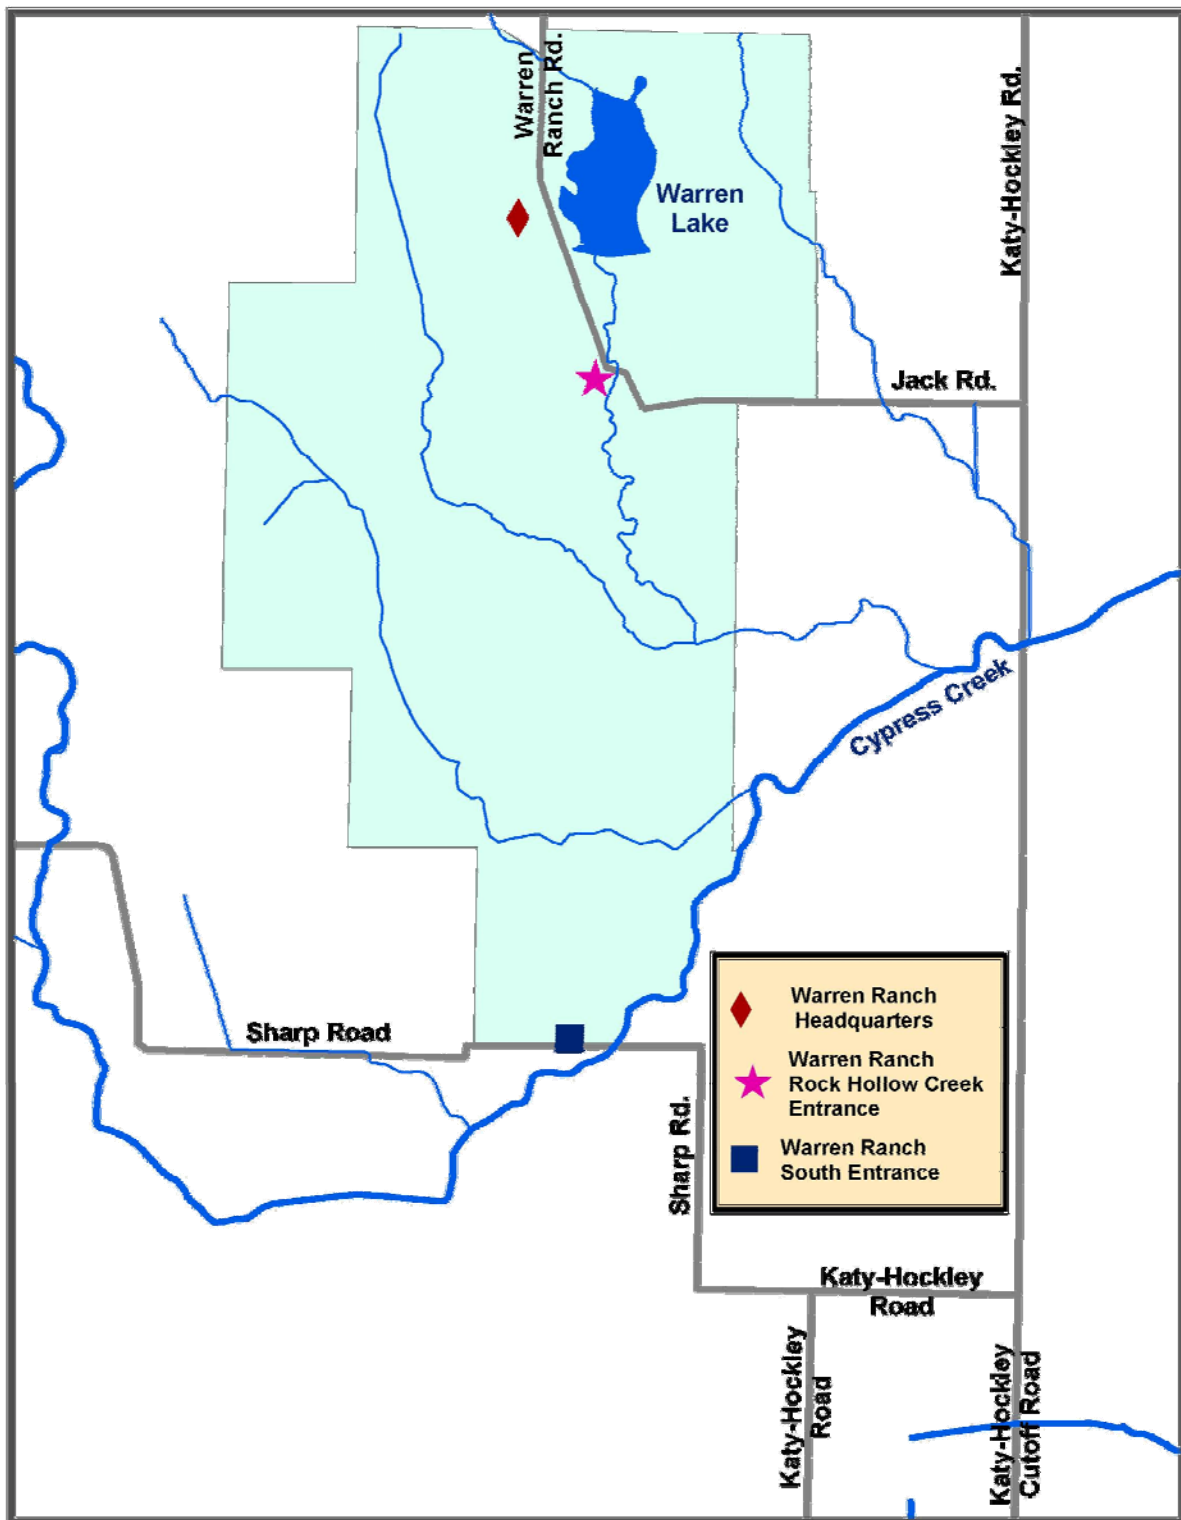 Warren
Ranch Rd.
Katy-Hockley Rd.
Warren
Lake
Jack Rd.
Cypress Creek
Sharp Road
Warren Ranch
Headquarters
Warren Ranch
Rock Hollow Creek
Entrance
Warren Ranch
South Entrance
Sharp Rd.
Katy-Hockley
Road
Katy-Hockley
Road
Katy-Hockley
Cutoff Road